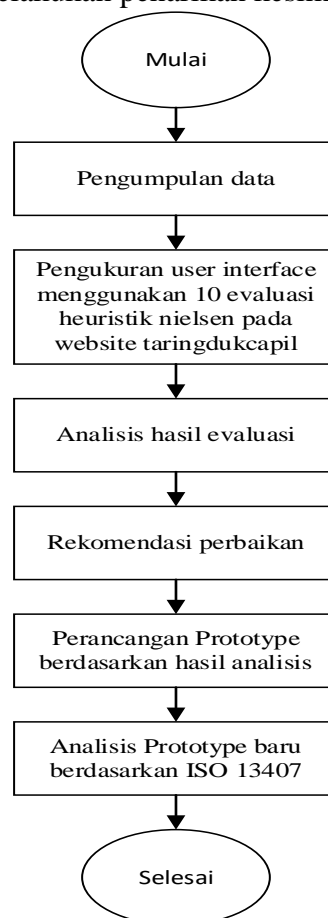 Mulai
Pengumpulan data
Pengukuran user interface
menggunakan 10 evaluasi
heuristik nielsen pada
website taringdukcapil
Analisis hasil evaluasi
Rekomendasi perbaikan
Perancangan Prototype
berdasarkan hasil analisis
Analisis Prototype baru
berdasarkan ISO 13407
Selesai